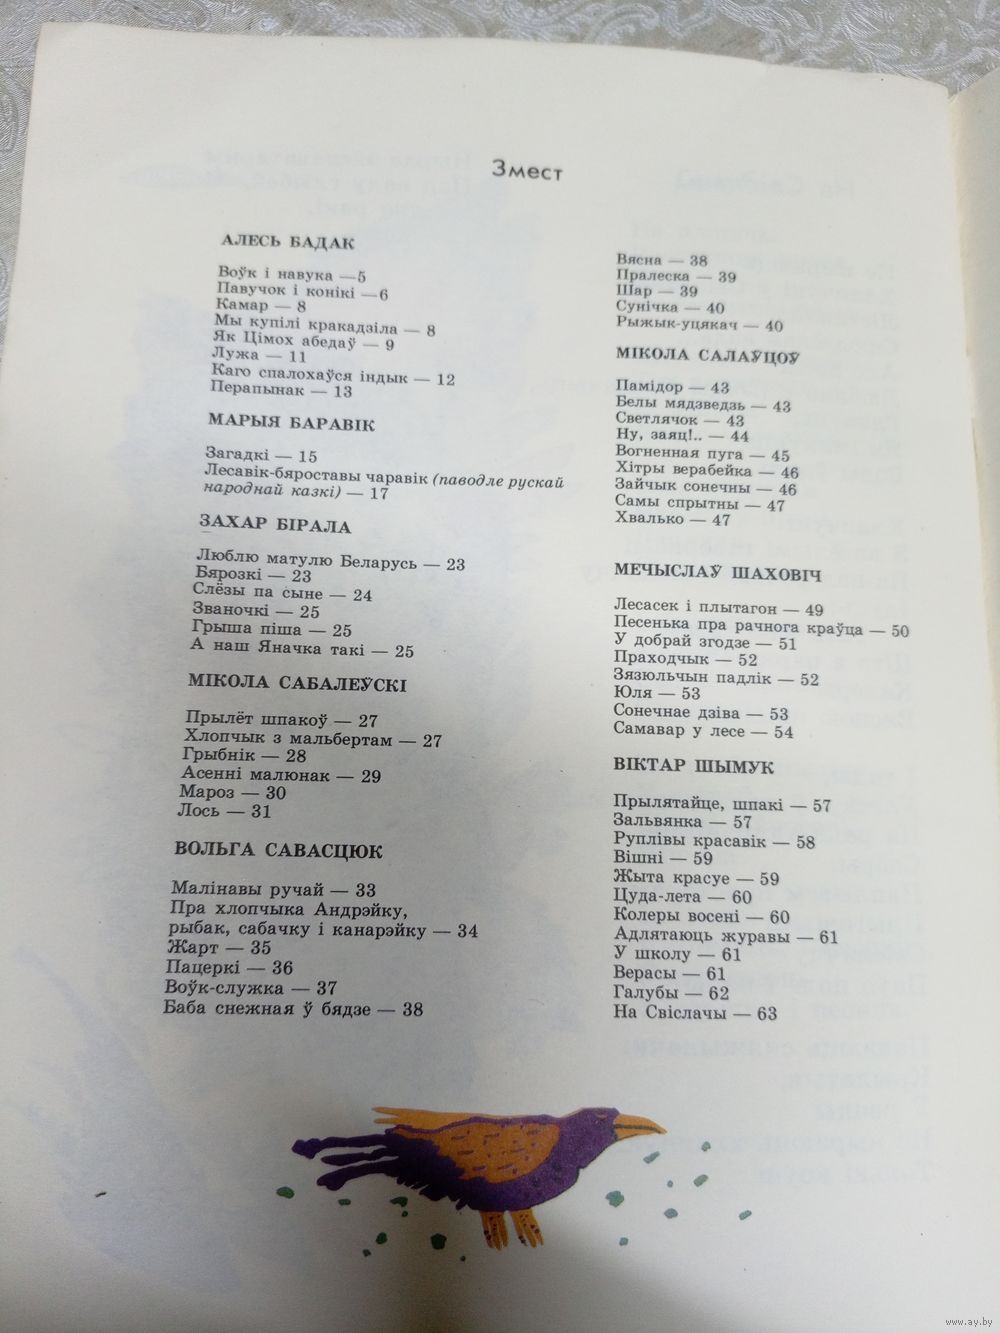 Змест
АЛЕСЬ БАДАК
Воўк і навука — 5
Павучок і конікі — 6
Камар — 8
Мы купілі кракадзіла — 8
Як Цімох абедаў — 9
Лужа — 11
Каго спалохаўся індык — 12
Перапынак — 13
МАРЫЯ БАРАВІК
Загадкі — 15
Лесавік-бяроставы чаравік (паводле рускай
народнай казкі) — 17
ЗАХАР БІРАЛА
Люблю матулю Беларусь — 23
Бярозкі — 23
Слёзы па сыне — 24
Званочкі — 25
Грыша піша — 25
А наш Яначка такі — 25
МІКОЛА САБАЛЕЎСКІ
Прылёт шпакоў — 27
Хлопчык з мальбертам — 27
Грыбнік — 28
Асенні малюнак — 29
Мароз — 30
Лось — 31
ВОЛЬГА САВАСЦЮК
Малінавы ручай — 33
Пра хлопчыка Андрэйку,
рыбак, сабачку і канарэйку — 34
Жарт — 35
Пацеркі — 36
Воўк-служка — 37
Баба снежная ў бядзе — 38
Вясна — 38
Пралеска — 39
Шар — 39
Сунічка — 40
Рыжык-уцякач — 40
МІКОЛА САЛАЎЦОЎ
Памідор — 43
Белы мядзведзь — 43
Светлячок — 43
Ну, заяц!.. — 44
Вогненная пуга — 45
Хітры верабейка — 46
Зайчык сонечны — 46
Самы спрытны — 47
Хвалько — 47
МЕЧЫСЛАЎ ШАХОВІЧ
Лесасек і плытагон — 49
Песенька пра рачнога краўца — 50
У добрай згодзе — 51
Праходчык — 52
Зязюльчын падлік — 52
Юля — 53
Сонечнае дзіва — 53
Самавар у лесе — 54
ВІКТАР ШЫМУК
Прылятайце, шпакі — 57
Зальвянка — 57
Руплівы красавік — 58
Вішні — 59
Жыта красуе — 59
Цуда-лета — 60
Колеры восені — 60
Адлятаюць журавы — 61
У школу — 61
Верасы — 61
Галубы — 62
На Свіслачы — 63
www.ay.by